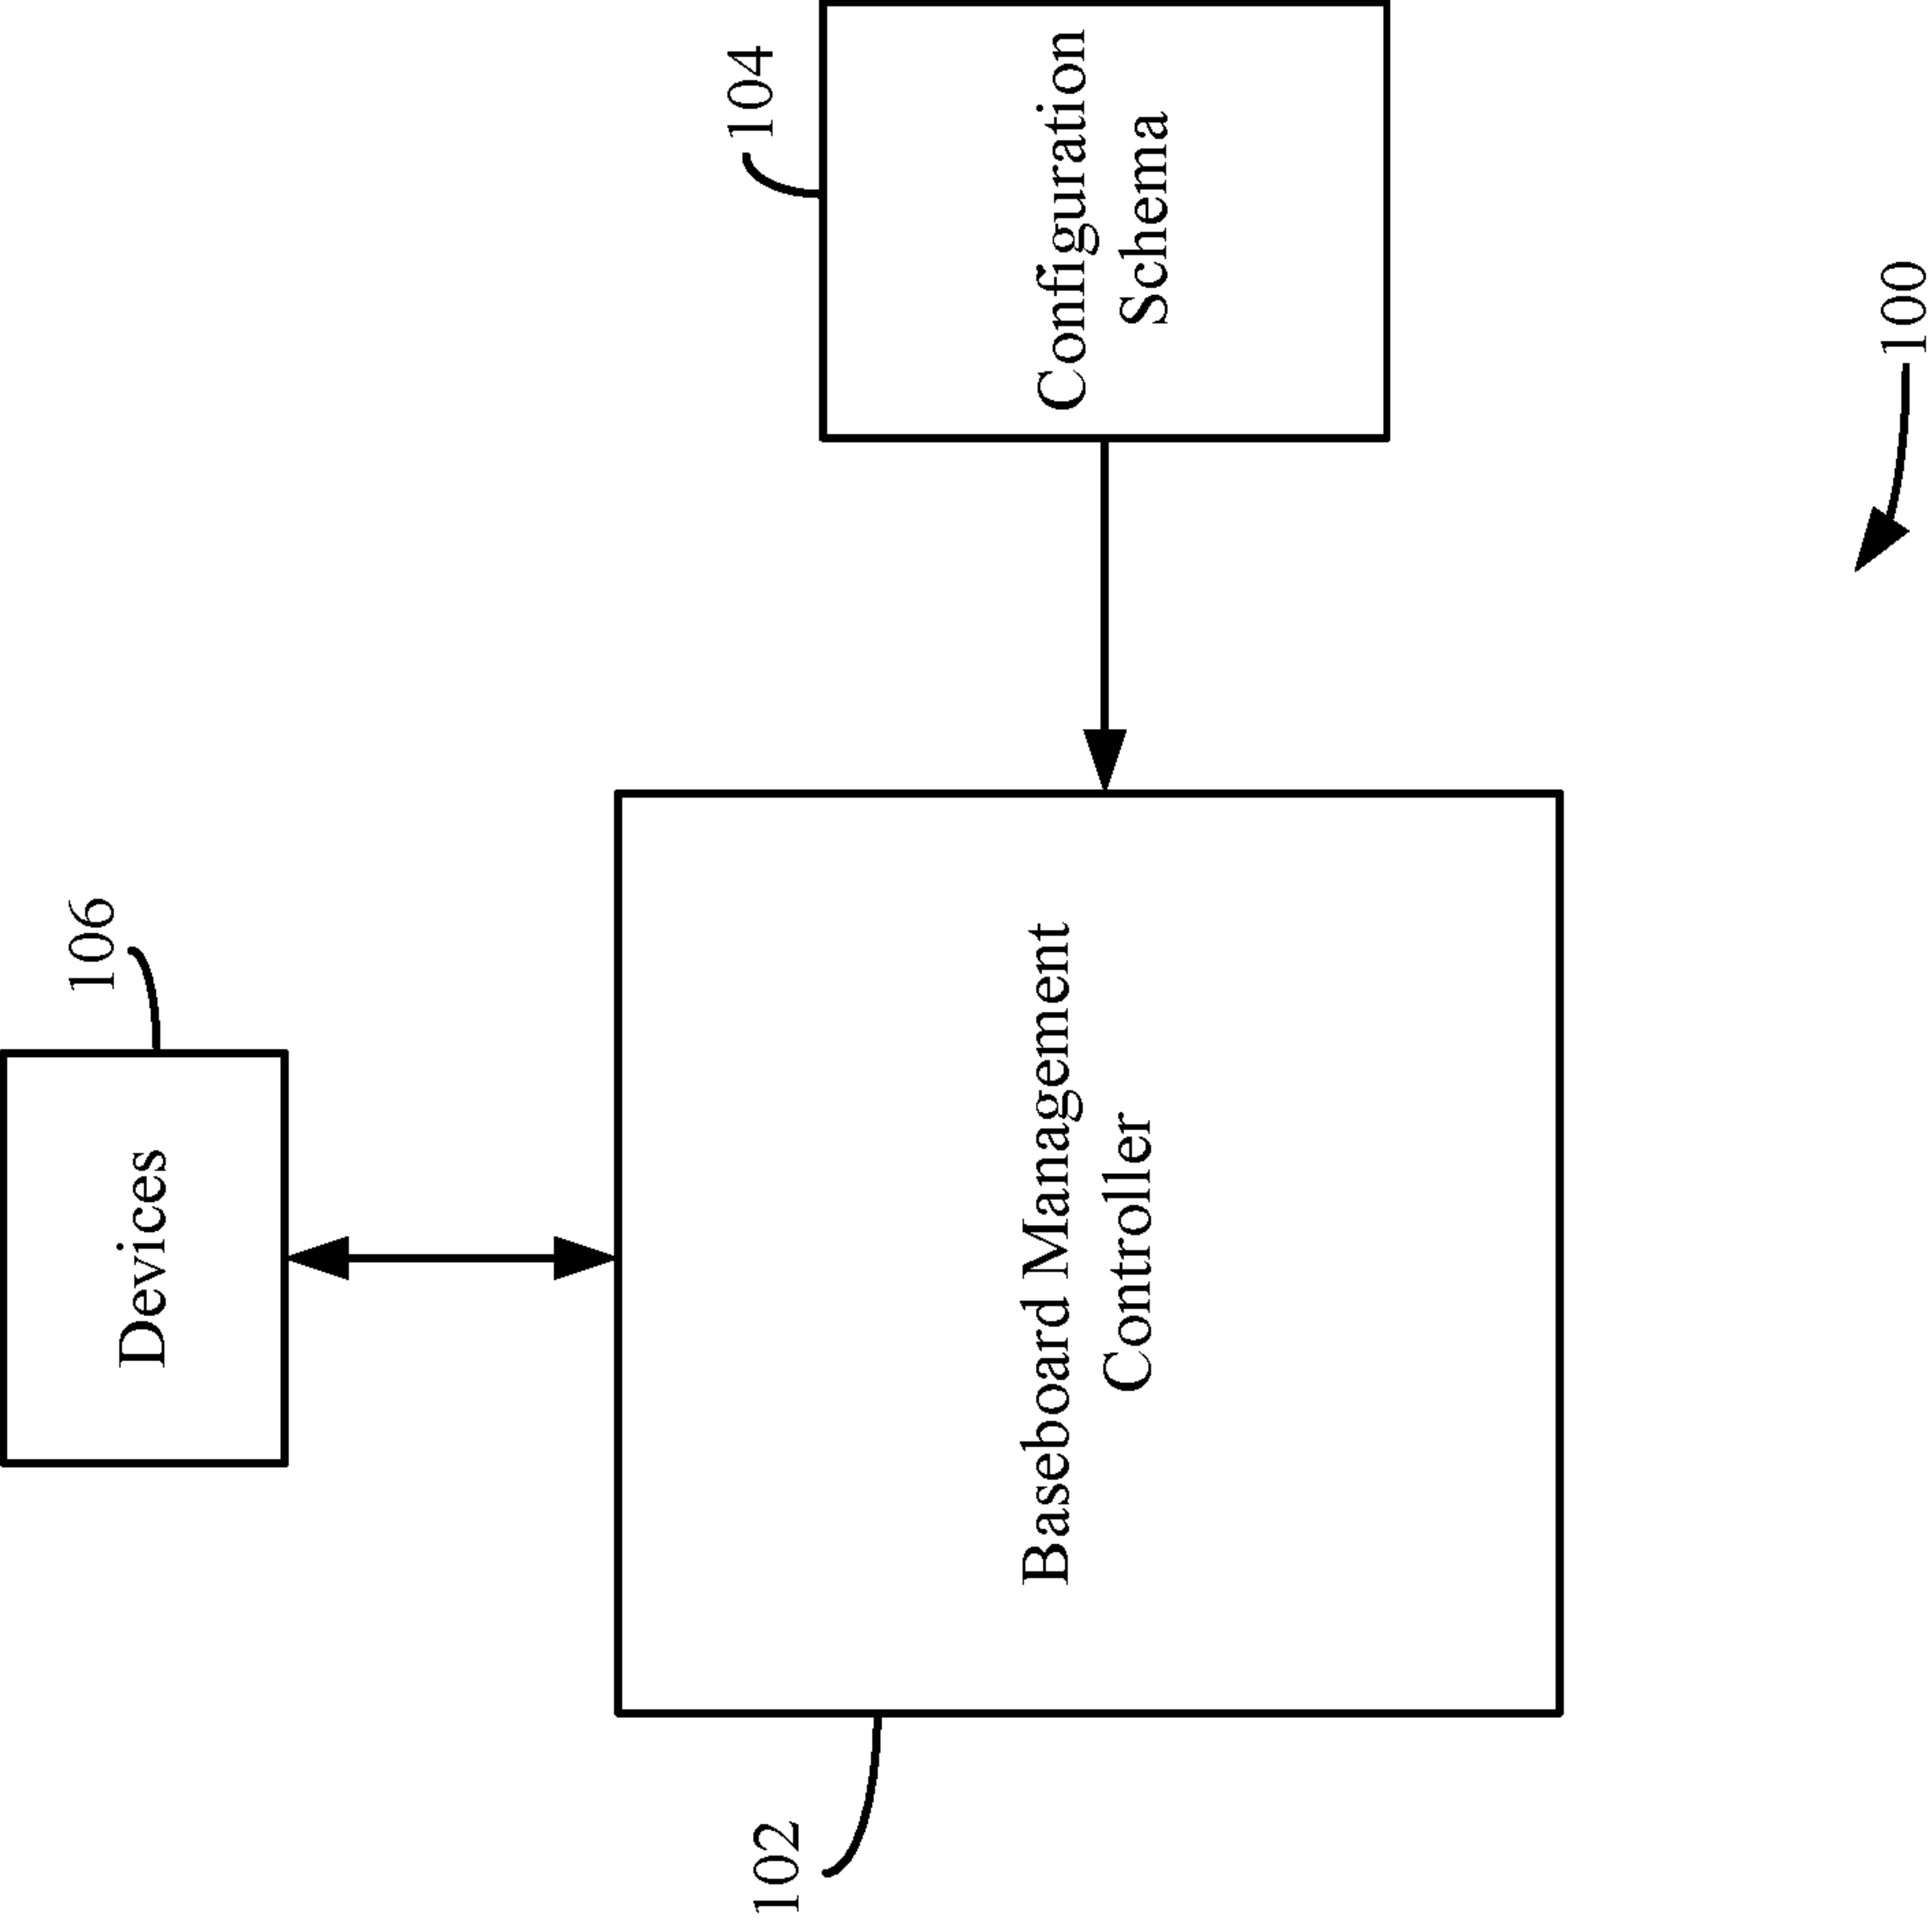 106
Devices
104
Configuration
Schema
Baseboard Management
Controller
102
100